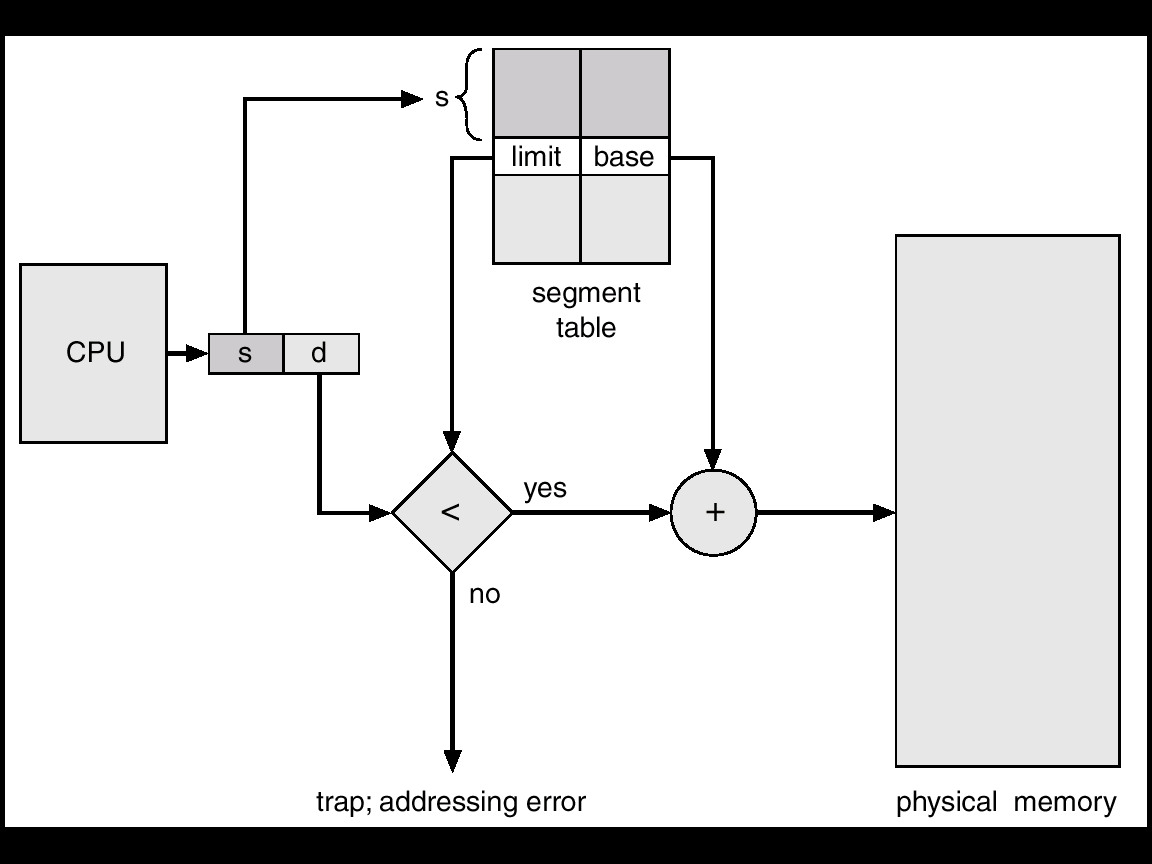 s
limit base
segment
table
CPU
s d
<
yes
+
no
trap; addressing error
physical memory